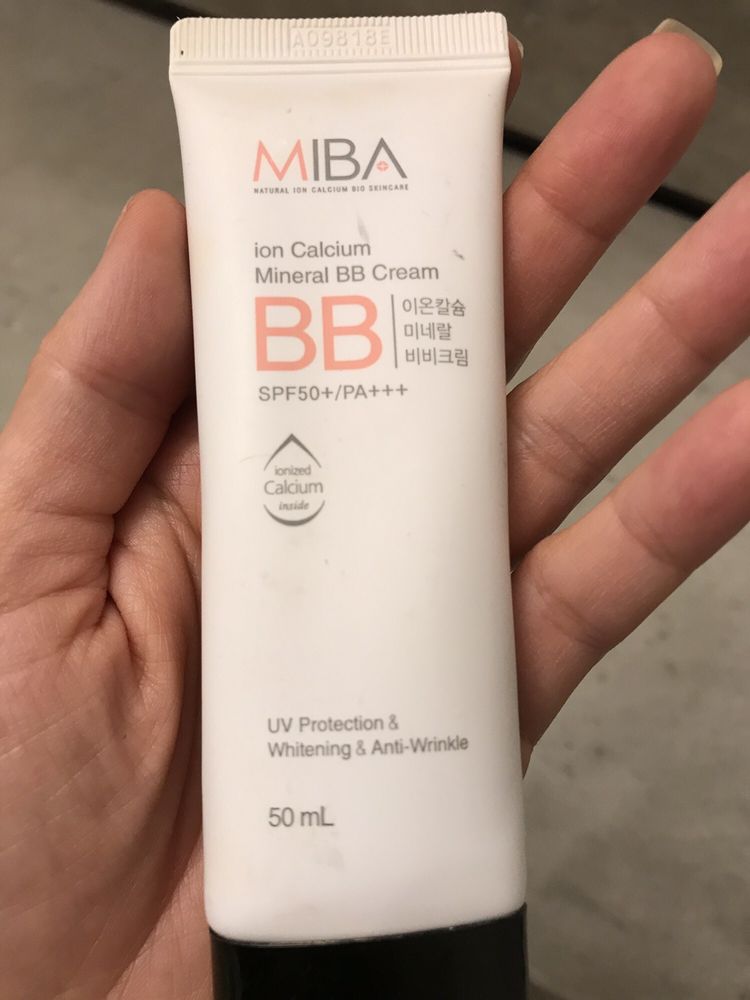 A09818E
MIBA
NATURAL ION CALCIUM BIO SKINCARE
ion Calcium
Mineral BB Cream
BB
이온칼슘
미네랄
비비크림
SPF50+/PA+++
ionized
Calcium
inside
UV Protection &
Whitening & Anti-Wrinkle
50 mL